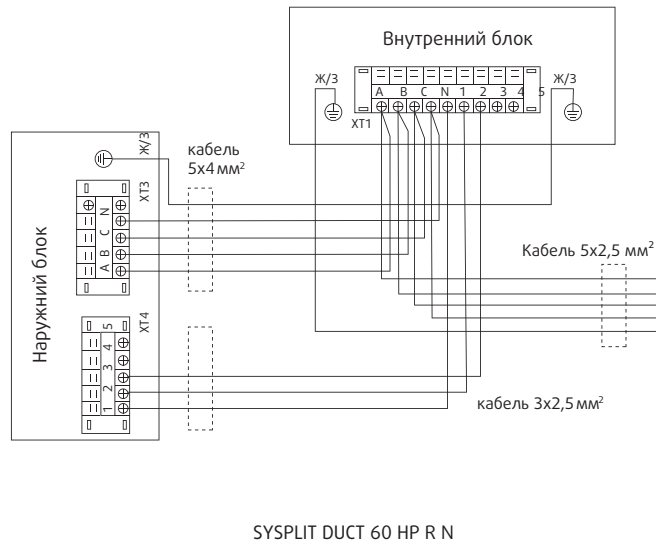 Внутренний блок
Ж/З
Ж/З
A B C N 1 2 3 4 5
XT1
Ж/З
кабель
5x4 мм²
XT3
A B C N
Наружний блок
Кабель 5x2,5 мм²
XT4
1 2 3 4 5
кабель 3x2,5 мм²
SYSPLIT DUCT 60 HP R N